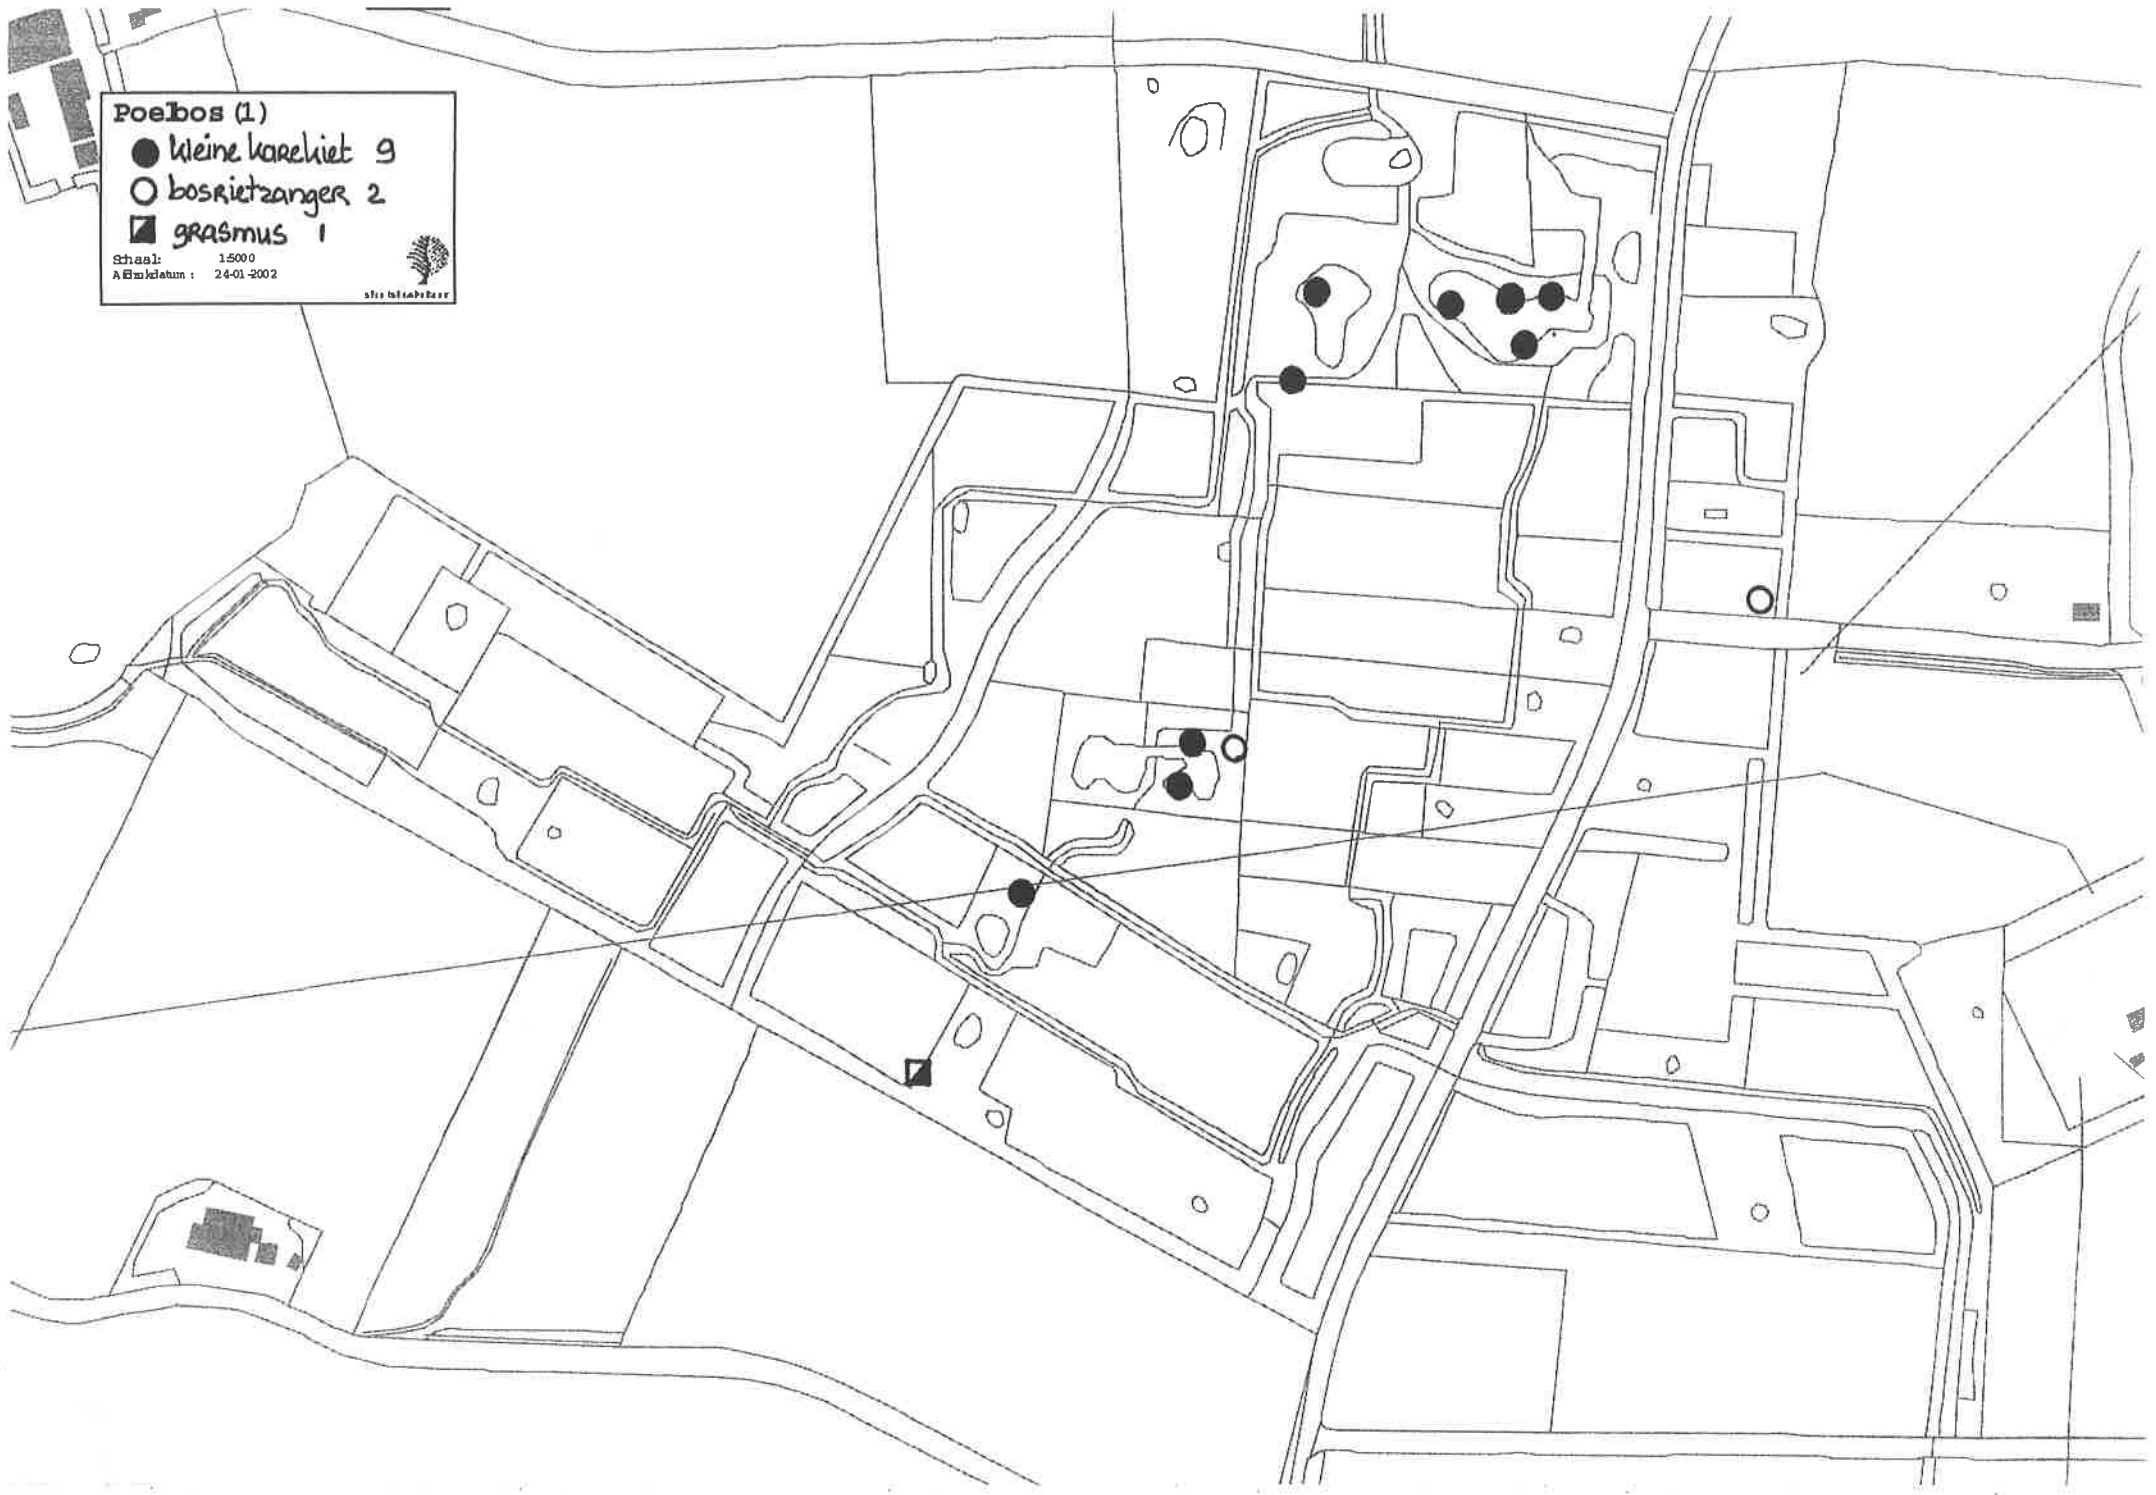 Poelbos (1)
kleine karekiet 9
bosrietzanger 2
grasmus 1
Schaal: 1:5000
Afdrukdatum : 24-01-2002